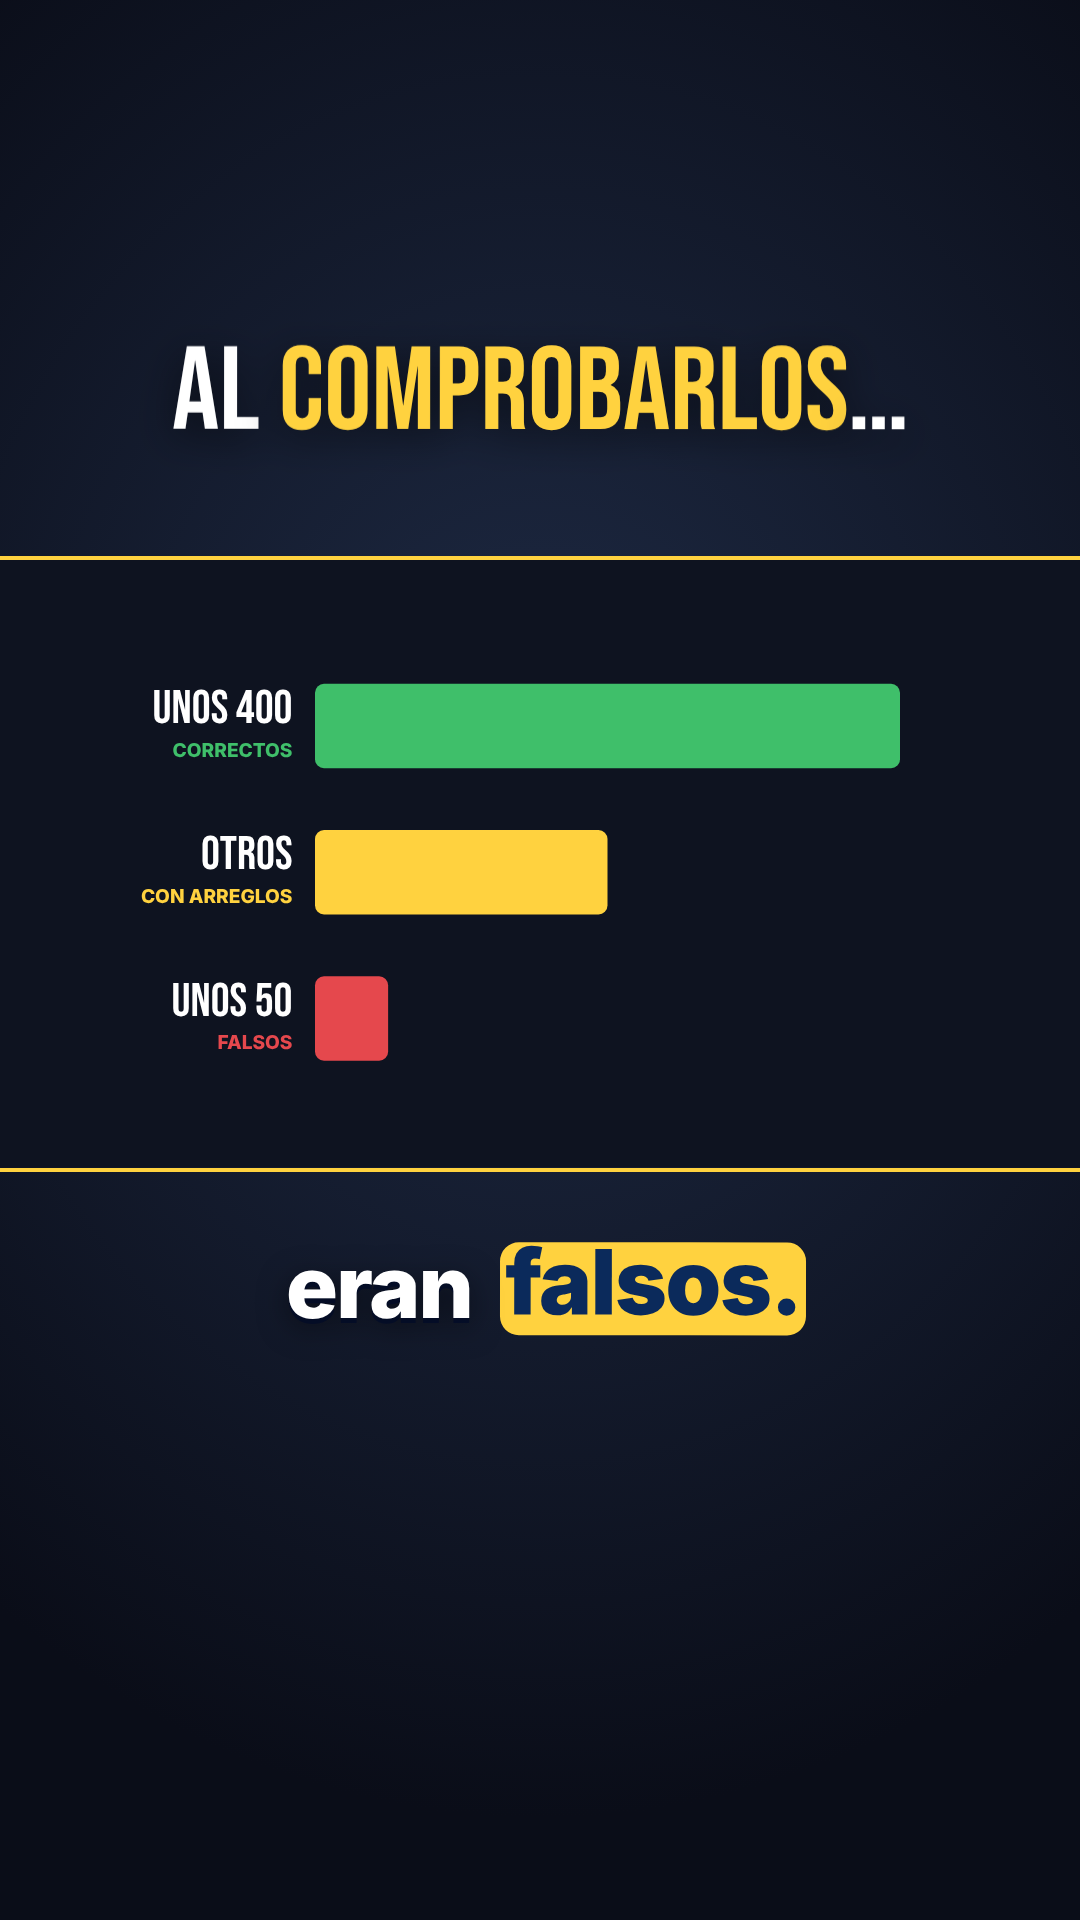 AL COMPROBARLOS...
UNOS 400
CORRECTOS
OTROS
CON ARREGLOS
UNOS 50
FALSOS
eran falsos.